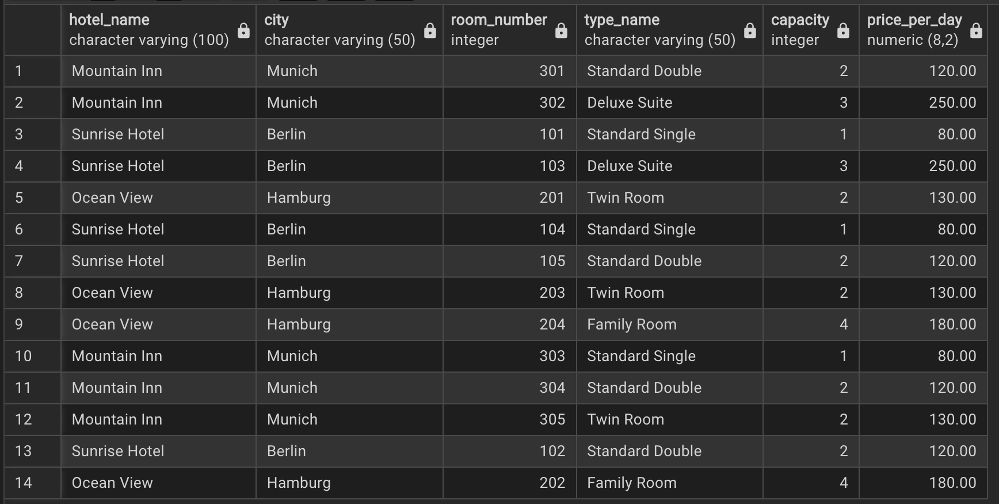 hotel_name city room_number type_name capacity price_per_day
character varying (100) character varying (50) integer character varying (50) integer numeric (8,2)
1 Mountain Inn Munich 301 Standard Double 2 120.00
2 Mountain Inn Munich 302 Deluxe Suite 3 250.00
3 Sunrise Hotel Berlin 101 Standard Single 1 80.00
4 Sunrise Hotel Berlin 103 Deluxe Suite 3 250.00
5 Ocean View Hamburg 201 Twin Room 2 130.00
6 Sunrise Hotel Berlin 104 Standard Single 1 80.00
7 Sunrise Hotel Berlin 105 Standard Double 2 120.00
8 Ocean View Hamburg 203 Twin Room 2 130.00
9 Ocean View Hamburg 204 Family Room 4 180.00
10 Mountain Inn Munich 303 Standard Single 1 80.00
11 Mountain Inn Munich 304 Standard Double 2 120.00
12 Mountain Inn Munich 305 Twin Room 2 130.00
13 Sunrise Hotel Berlin 102 Standard Double 2 120.00
14 Ocean View Hamburg 202 Family Room 4 180.00